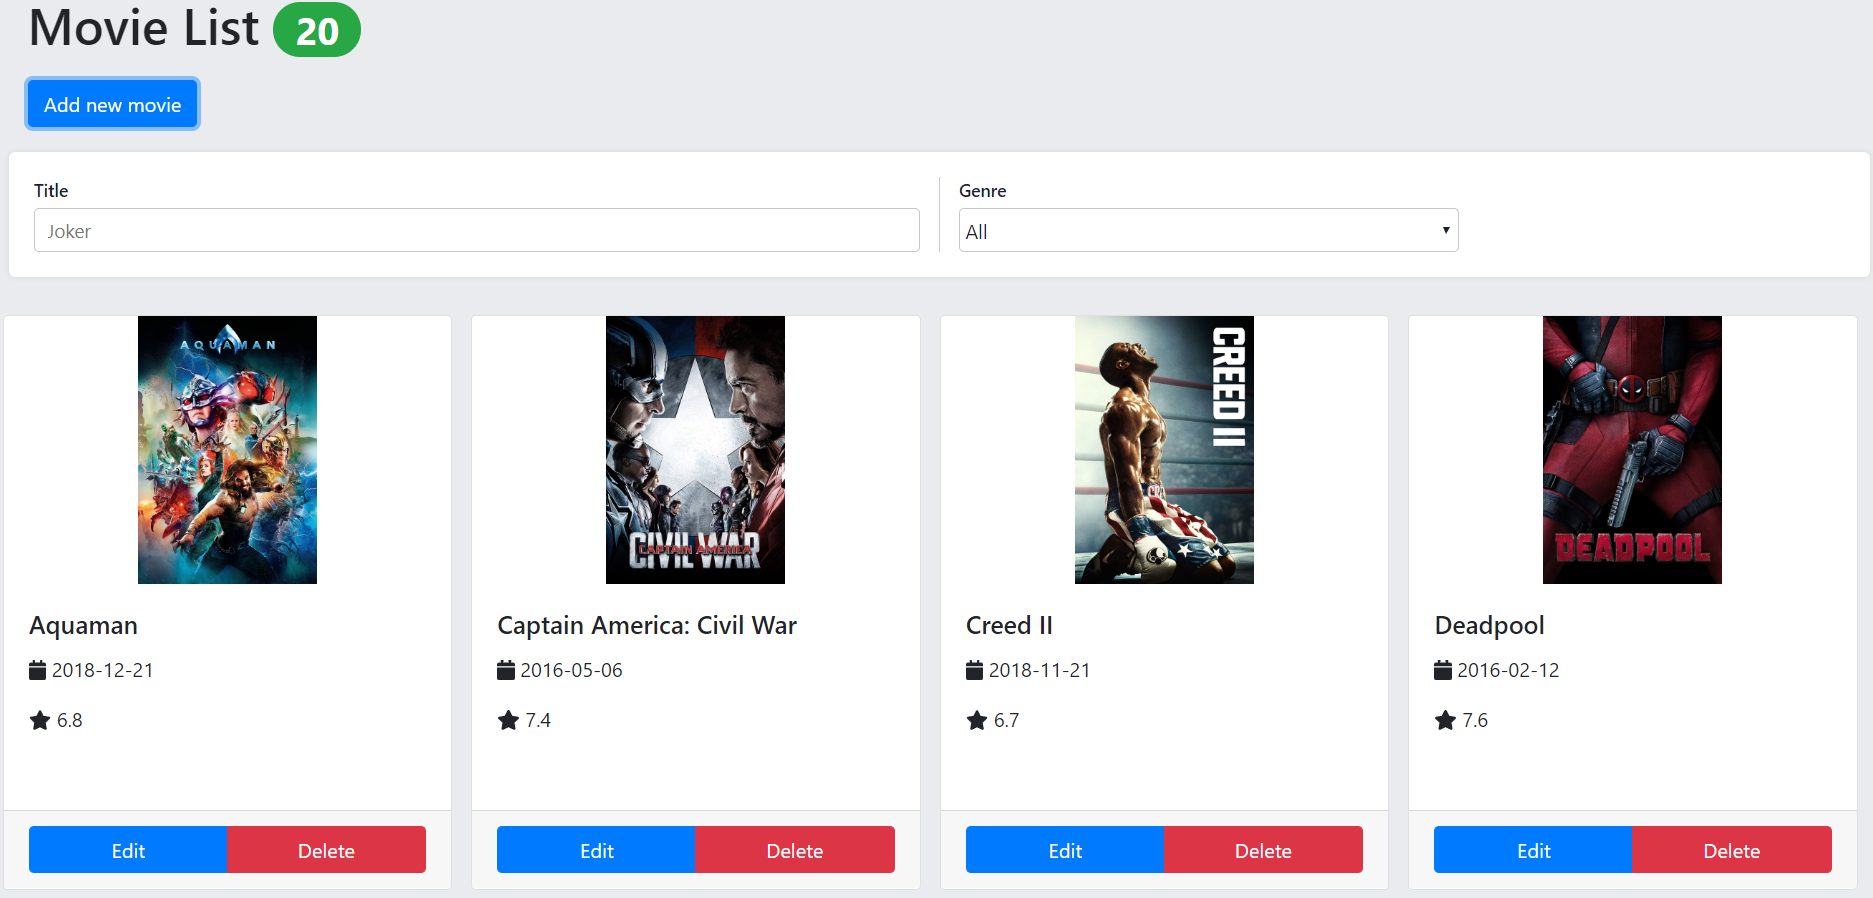 Movie List 20
Add new movie
Title
Genre
Joker
All
AQUAMAN
CIVIL WAR
CAPTAIN AMERICA
CREED II
DEADPOOL
Aquaman
2018-12-21
6.8
Edit
Delete
Captain America: Civil War
2016-05-06
7.4
Edit
Delete
Creed II
2018-11-21
6.7
Edit
Delete
Deadpool
2016-02-12
7.6
Edit
Delete